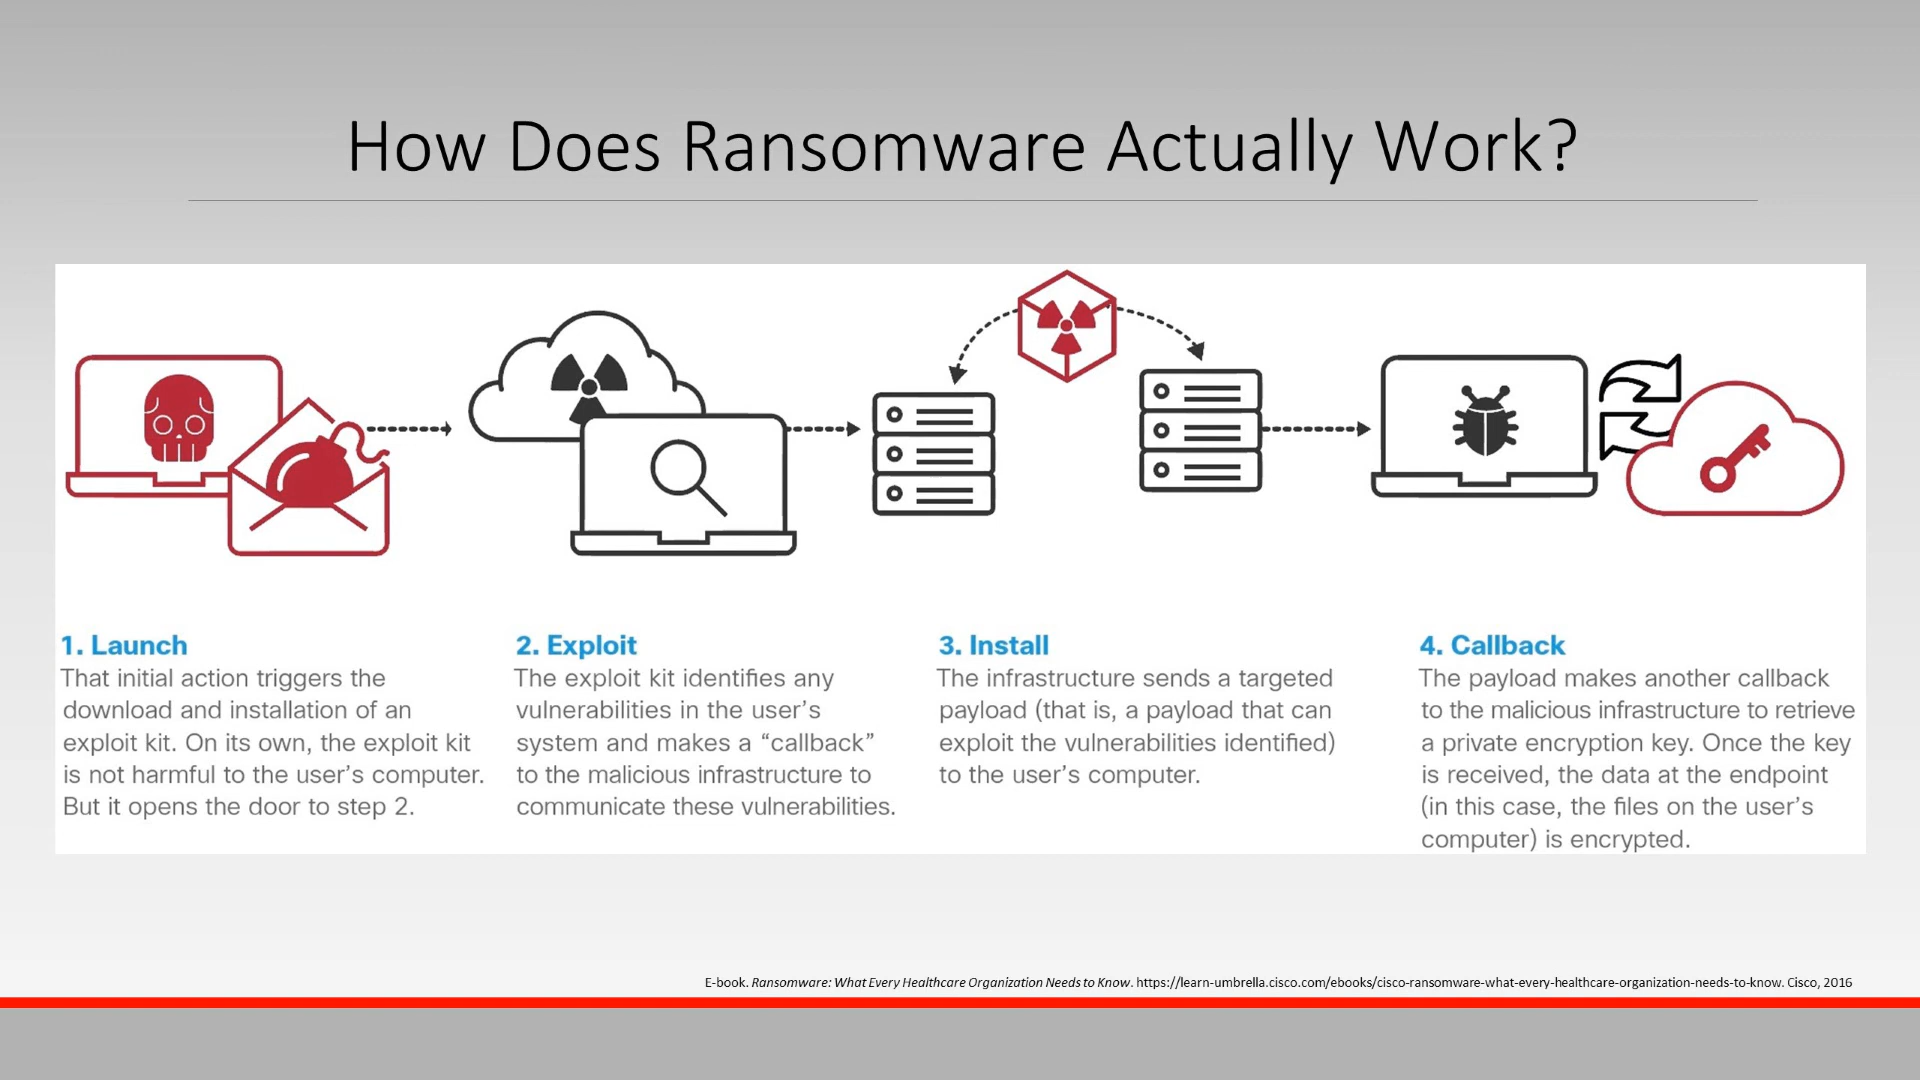 How Does Ransomware Actually Work?
1. Launch
That initial action triggers the
download and installation of an
exploit kit. On its own, the exploit kit
is not harmful to the user’s computer.
But it opens the door to step 2.
2. Exploit
The exploit kit identifies any
vulnerabilities in the user’s
system and makes a “callback”
to the malicious infrastructure to
communicate these vulnerabilities.
3. Install
The infrastructure sends a targeted
payload (that is, a payload that can
exploit the vulnerabilities identified)
to the user’s computer.
4. Callback
The payload makes another callback
to the malicious infrastructure to retrieve
a private encryption key. Once the key
is received, the data at the endpoint
(in this case, the files on the user’s
computer) is encrypted.
E-book. Ransomware: What Every Healthcare Organization Needs to Know. https://learn-umbrella.cisco.com/ebooks/cisco-ransomware-what-every-healthcare-organization-needs-to-know. Cisco, 2016